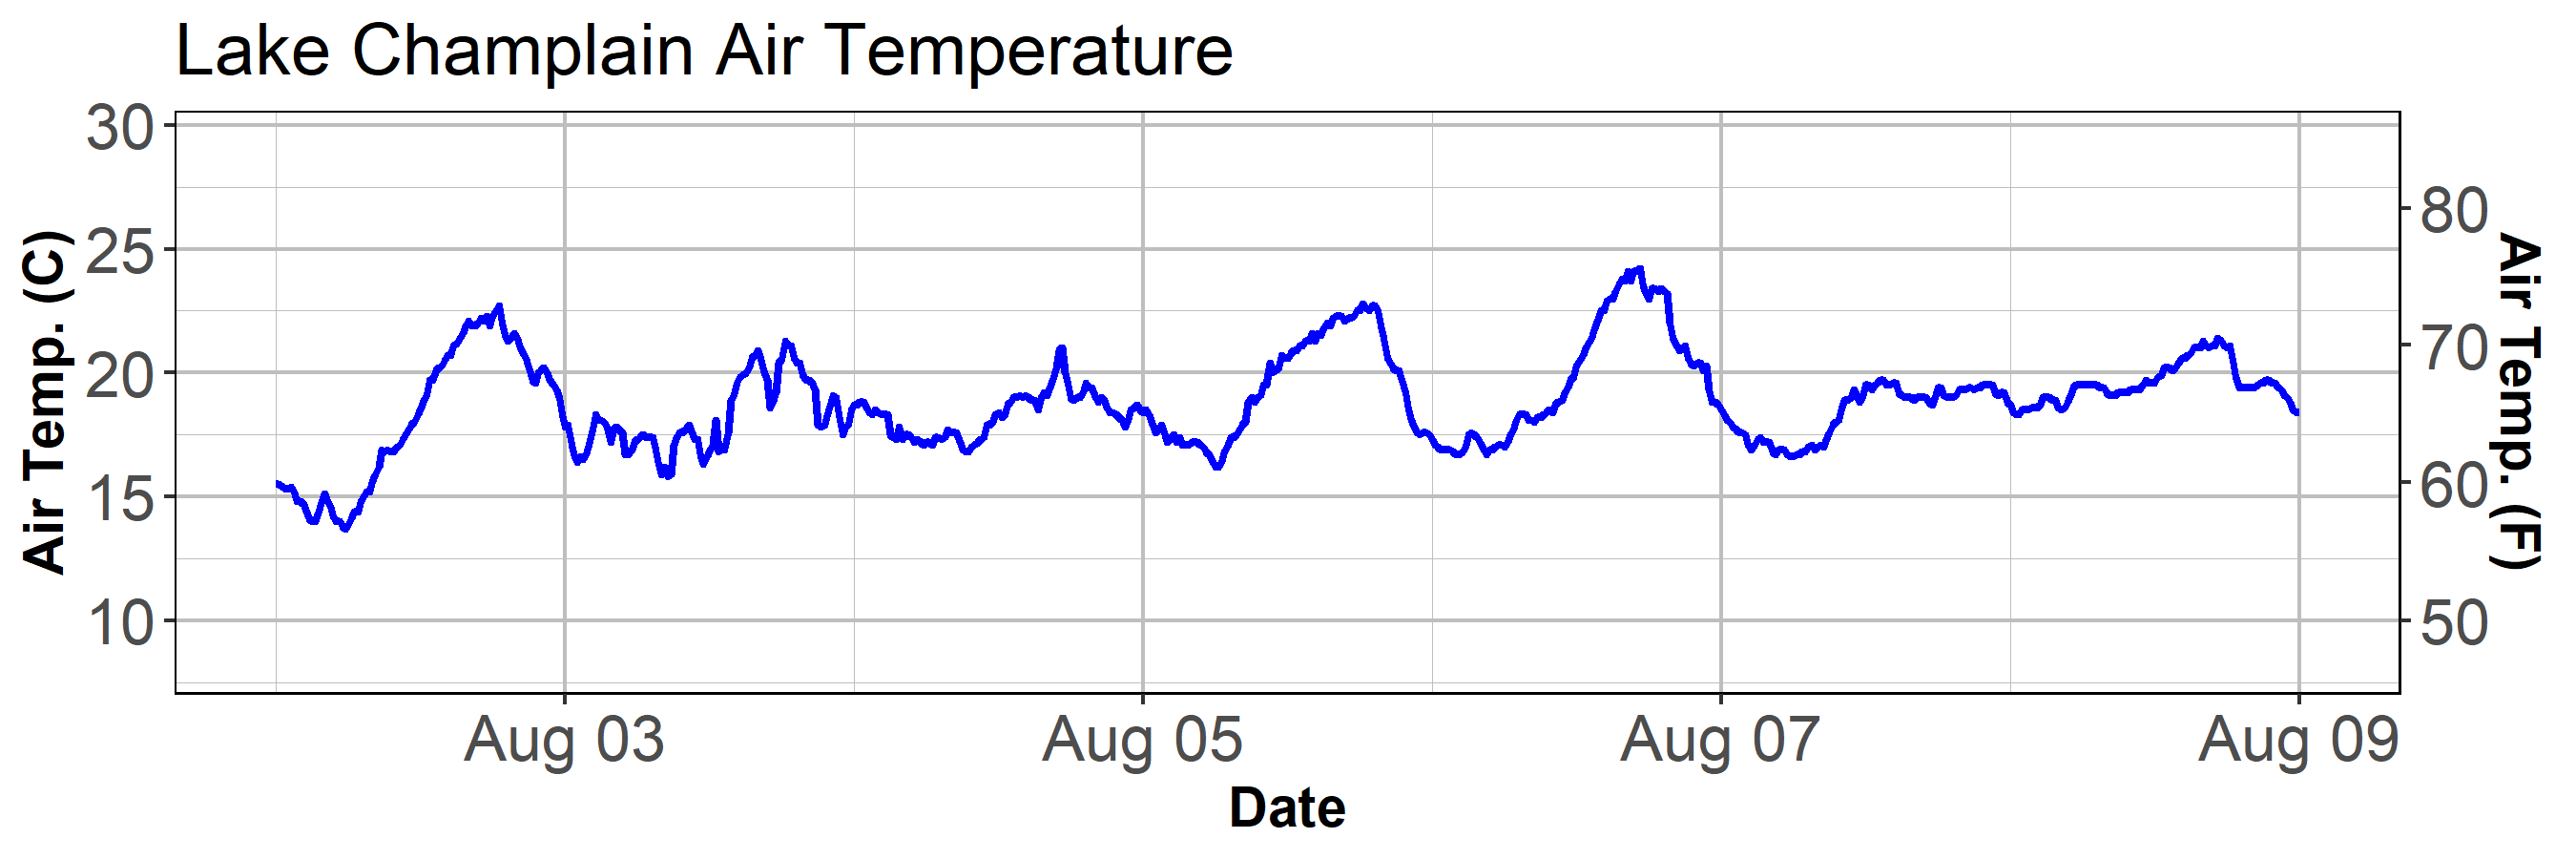 Lake Champlain Air Temperature
Air Temp. (C)
30
25
20
15
10
80
70
60
50
Air Temp. (F)
Aug 03 Aug 05 Aug 07 Aug 09
Date